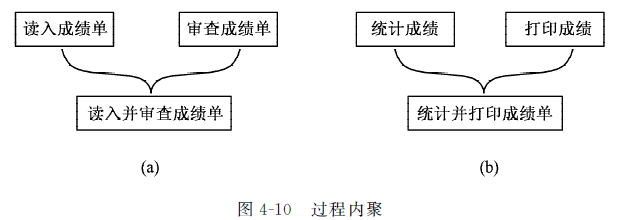 读入成绩单 审查成绩单 统计成绩 打印成绩
读入并审查成绩单 统计并打印成绩单
(a) (b)
图 4-10 过程内聚